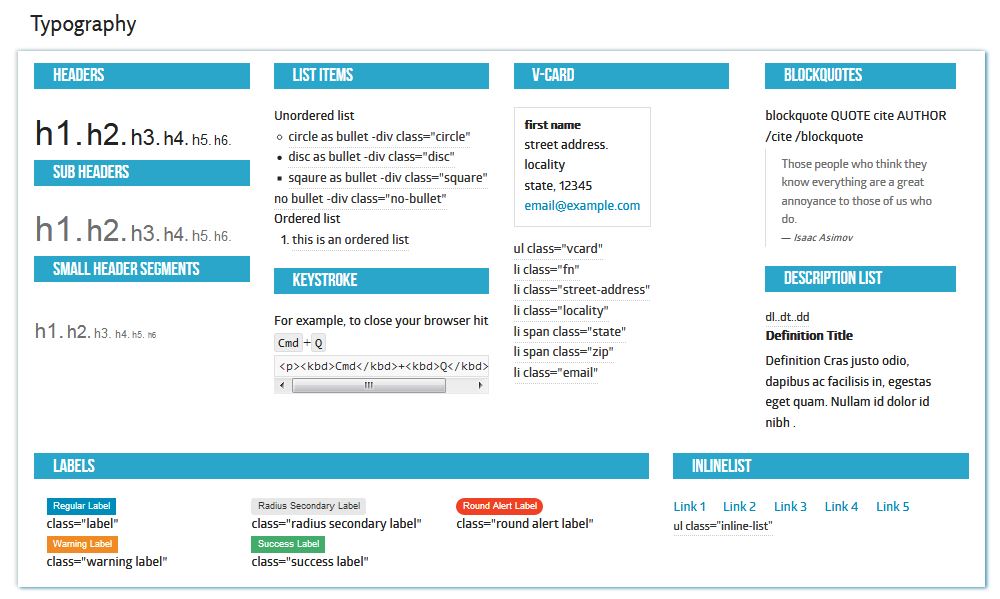 Typography
HEADERS
h1. h2. h3. h4. h5. h6.
SUB HEADERS
h1. h2. h3. h4. h5. h6.
SMALL HEADER SEGMENTS
h1. h2. h3. h4. h5. h6
LIST ITEMS
Unordered list
circle as bullet -div class="circle"
disc as bullet -div class="disc"
sqaure as bullet -div class="square"
no bullet -div class="no-bullet"
Ordered list
1. this is an ordered list
KEYSTROKE
For example, to close your browser hit
Cmd + Q
<p><kbd>Cmd</kbd>+<kbd>Q</kbd>
V-CARD
first name
street address.
locality
state, 12345
email@example.com
ul class="vcard"
li class="fn"
li class="street-address"
li class="locality"
li span class="state"
li span class="zip"
li class="email"
BLOCKQUOTES
blockquote QUOTE cite AUTHOR
/cite /blockquote
Those people who think they
know everything are a great
annoyance to those of us who
do.
— Isaac Asimov
DESCRIPTION LIST
dl..dt..dd
Definition Title
Definition Cras justo odio,
dapibus ac facilisis in, egestas
eget quam. Nullam id dolor id
nibh .
LABELS
Regular Label
class="label"
Radius Secondary Label
class="radius secondary label"
Round Alert Label
class="round alert label"
Warning Label
class="warning label"
Success Label
class="success label"
INLINELIST
Link 1 Link 2 Link 3 Link 4 Link 5
ul class="inline-list"